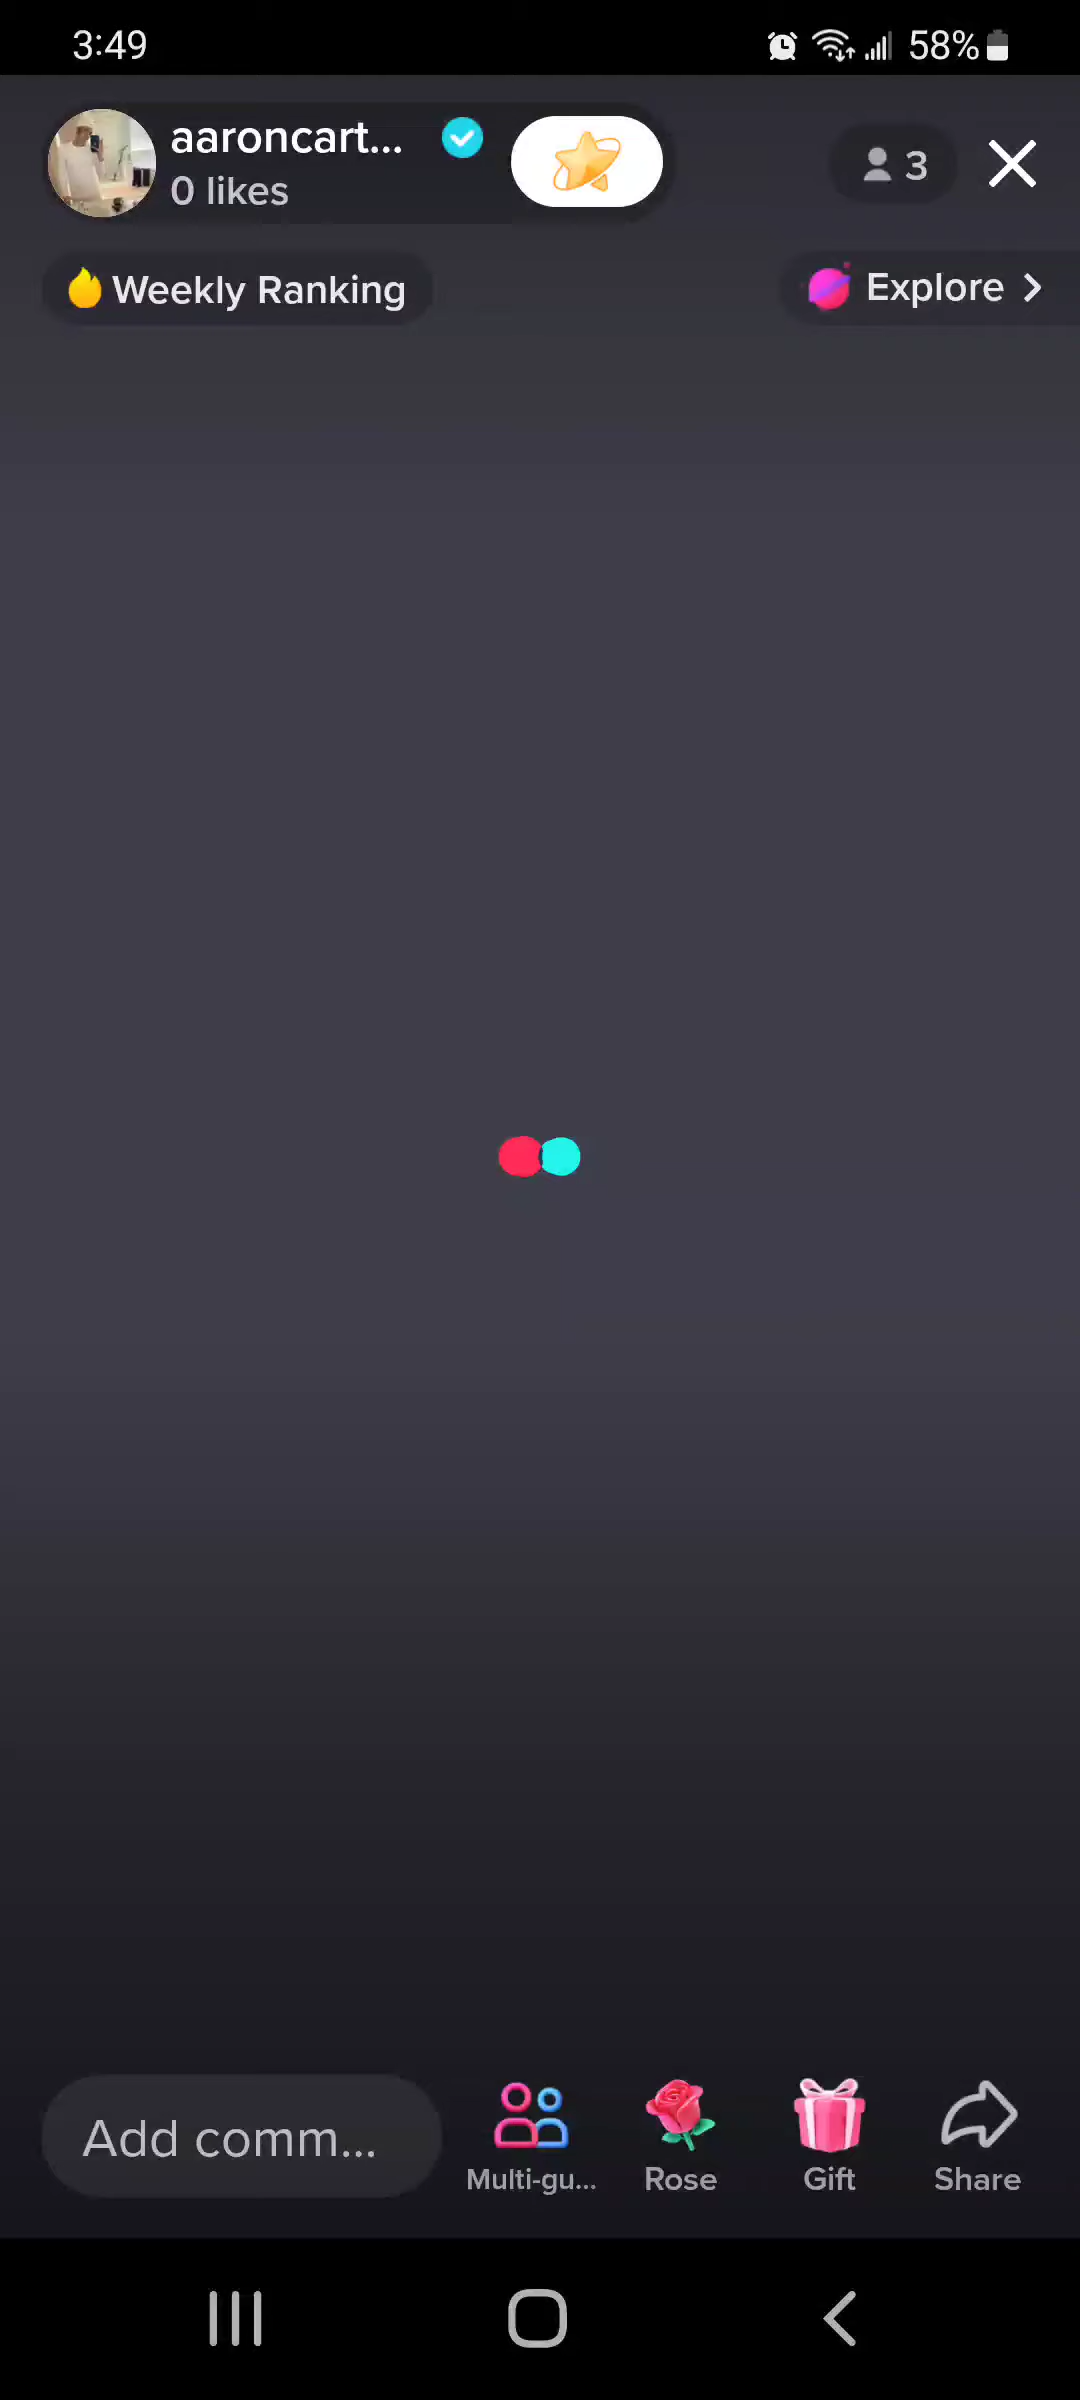 3:49
58%
aaroncart...
0 likes
3
Weekly Ranking
Explore
Add comm...
Multi-gu...
Rose
Gift
Share